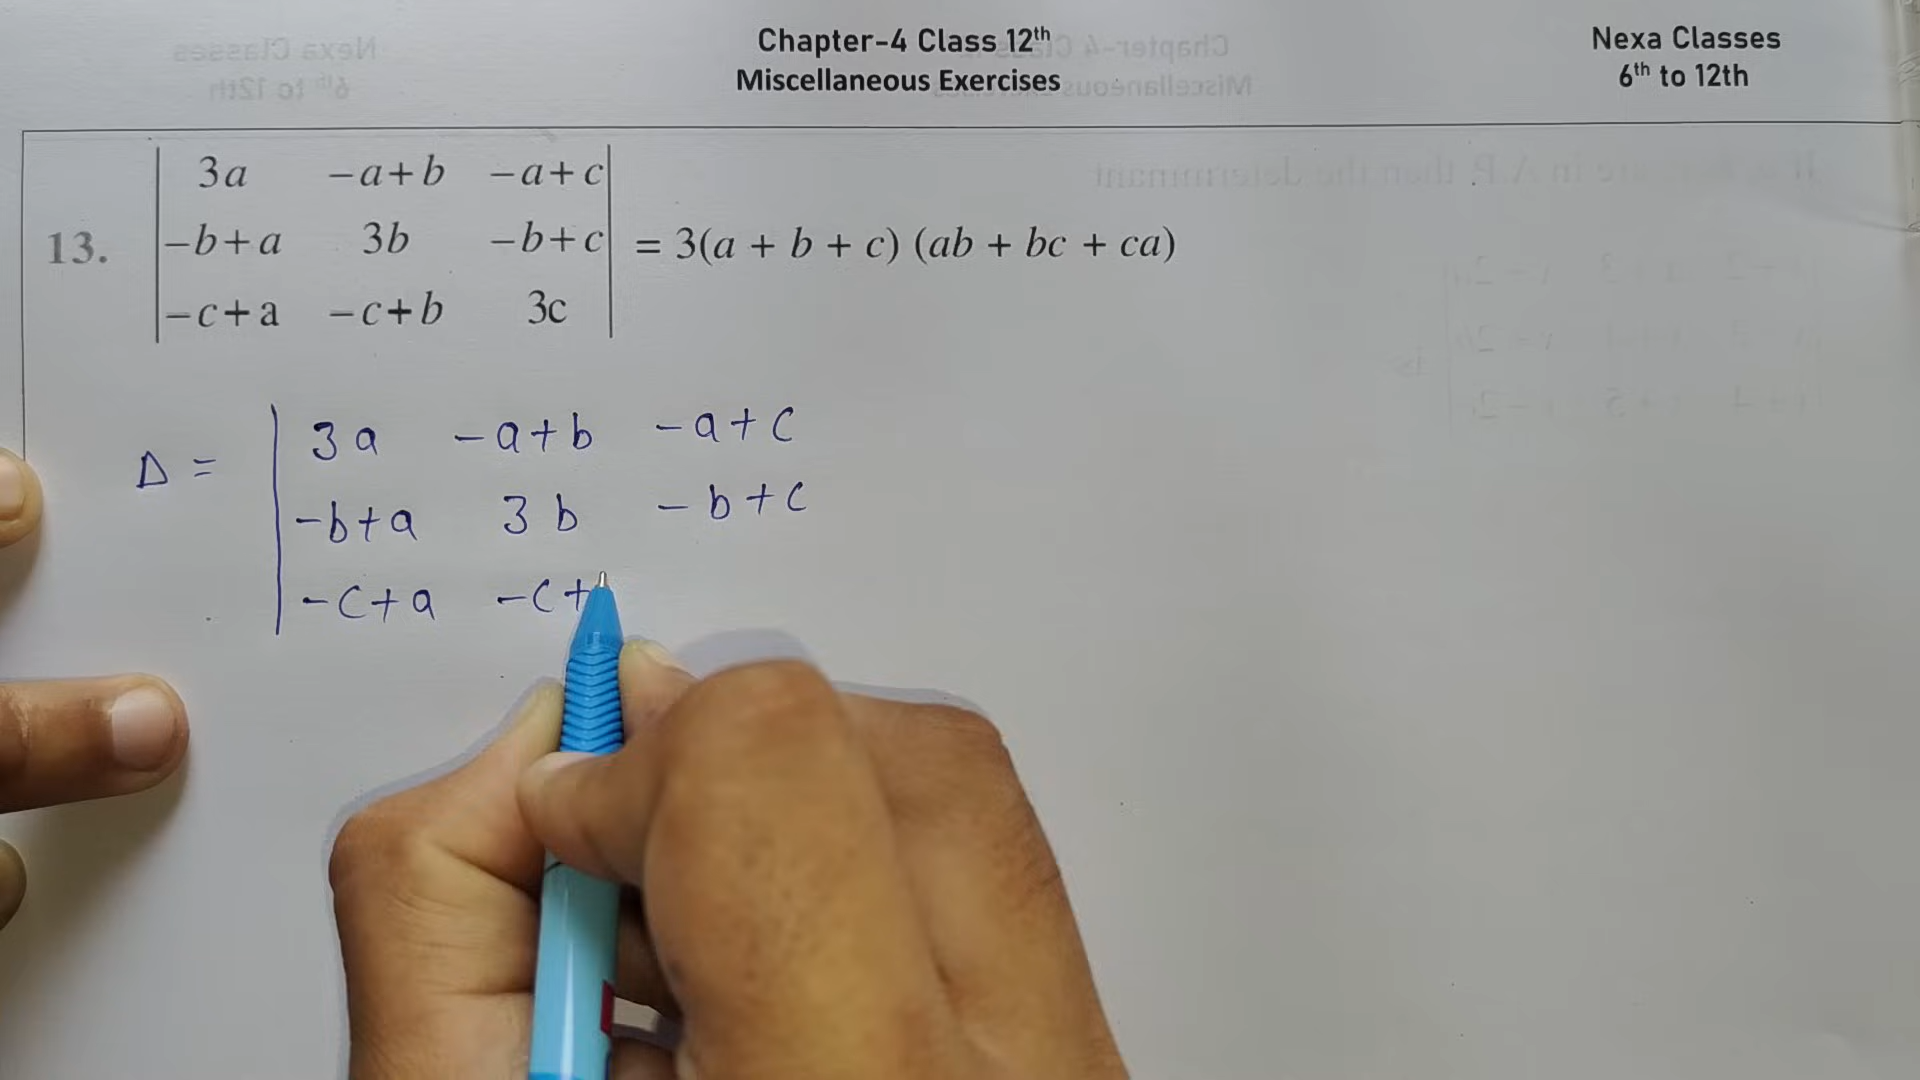 Chapter-4 Class 12th
Miscellaneous Exercises
Nexa Classes
6th to 12th
13. | 3a -a+b -a+c |
| -b+a 3b -b+c | = 3(a + b + c) (ab + bc + ca)
| -c+a -c+b 3c |
Δ = | 3a -a+b -a+c
-b+a 3b -b+c
-c+a -c+